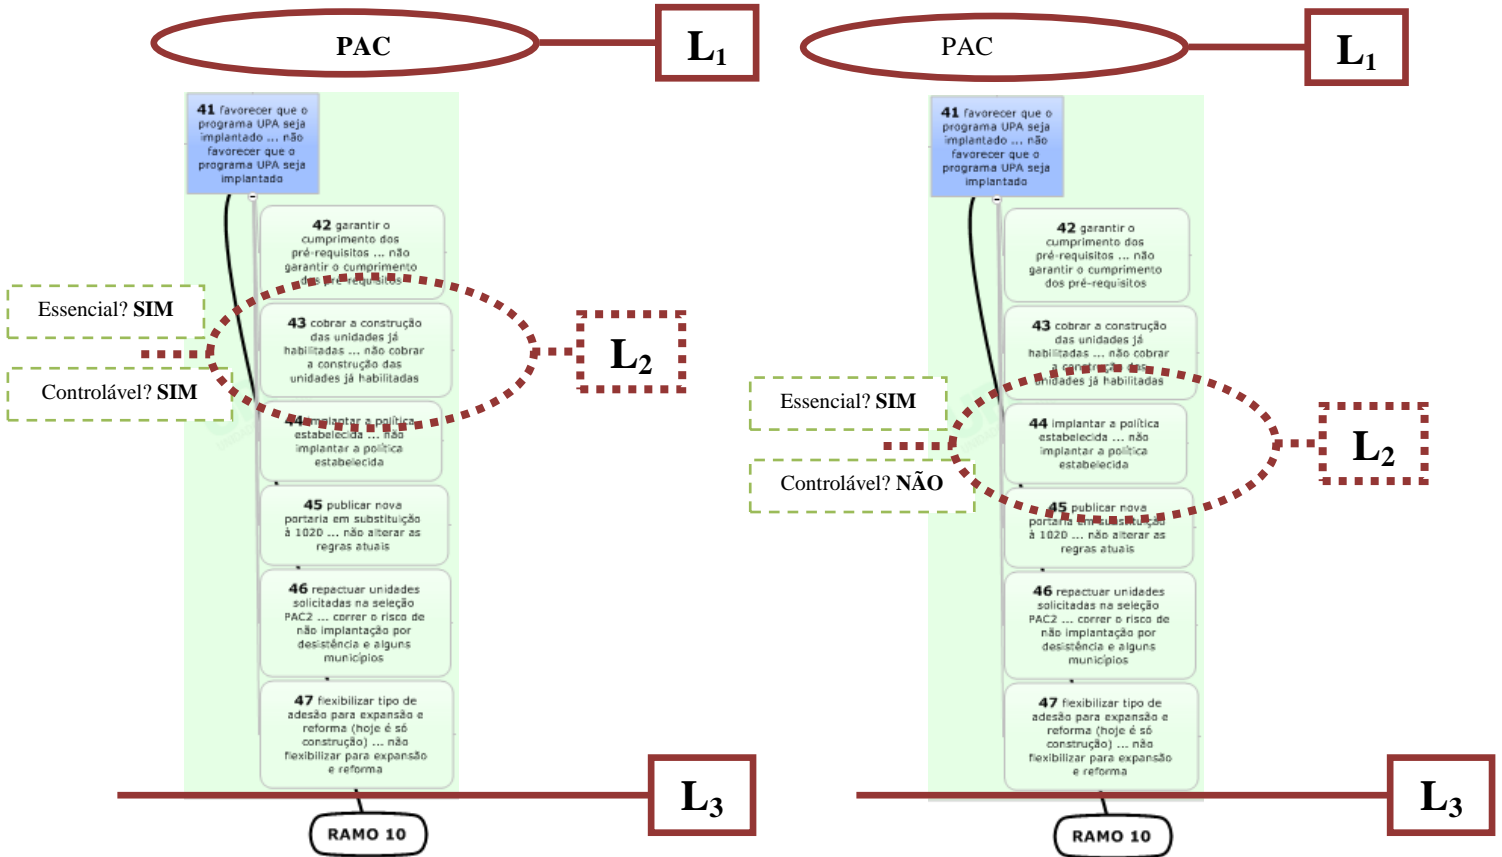 PAC
L1
41 favorecer que o
programa UPA seja
implantado ... não
favorecer que o
programa UPA seja
implantado
42 garantir o
cumprimento dos
pré-requisitos ... não
garantir o cumprimento
dos pré-requisitos
Essencial? SIM
43 cobrar a construção
das unidades já
habilitadas ... não cobrar
a construção das
unidades já habilitadas
L2
Controlável? SIM
44 implantar a política
estabelecida ... não
implantar a política
estabelecida
45 publicar nova
portaria em substituição
à 1020 ... não alterar as
regras atuais
46 repactuar unidades
solicitadas na seleção
PAC2 ... correr o risco de
não implantação por
desistência e alguns
municípios
47 flexibilizar tipo de
adesão para expansão e
reforma (hoje é só
construção) ... não
flexibilizar para expansão
e reforma
L3
RAMO 10
PAC
L1
41 favorecer que o
programa UPA seja
implantado ... não
favorecer que o
programa UPA seja
implantado
42 garantir o
cumprimento dos
pré-requisitos ... não
garantir o cumprimento
dos pré-requisitos
43 cobrar a construção
das unidades já
habilitadas ... não cobrar
a construção das
unidades já habilitadas
Essencial? SIM
44 implantar a política
estabelecida ... não
implantar a política
estabelecida
L2
Controlável? NÃO
45 publicar nova
portaria em substituição
à 1020 ... não alterar as
regras atuais
46 repactuar unidades
solicitadas na seleção
PAC2 ... correr o risco de
não implantação por
desistência e alguns
municípios
47 flexibilizar tipo de
adesão para expansão e
reforma (hoje é só
construção) ... não
flexibilizar para expansão
e reforma
L3
RAMO 10